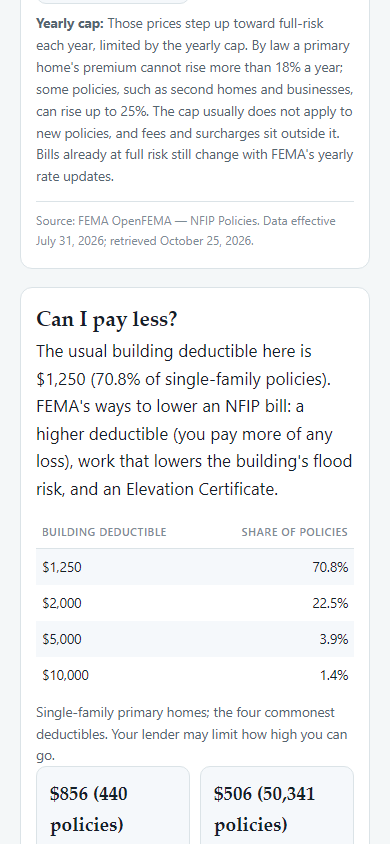 Yearly cap: Those prices step up toward full-risk
each year, limited by the yearly cap. By law a primary
home's premium cannot rise more than 18% a year;
some policies, such as second homes and businesses,
can rise up to 25%. The cap usually does not apply to
new policies, and fees and surcharges sit outside it.
Bills already at full risk still change with FEMA's yearly
rate updates.
Source: FEMA OpenFEMA — NFIP Policies. Data effective
July 31, 2026; retrieved October 25, 2026.
Can I pay less?
The usual building deductible here is
$1,250 (70.8% of single-family policies).
FEMA's ways to lower an NFIP bill: a
higher deductible (you pay more of any
loss), work that lowers the building's flood
risk, and an Elevation Certificate.
BUILDING DEDUCTIBLE SHARE OF POLICIES
$1,250 70.8%
$2,000 22.5%
$5,000 3.9%
$10,000 1.4%
Single-family primary homes; the four commonest
deductibles. Your lender may limit how high you can
go.
$856 (440 $506 (50,341
policies) policies)